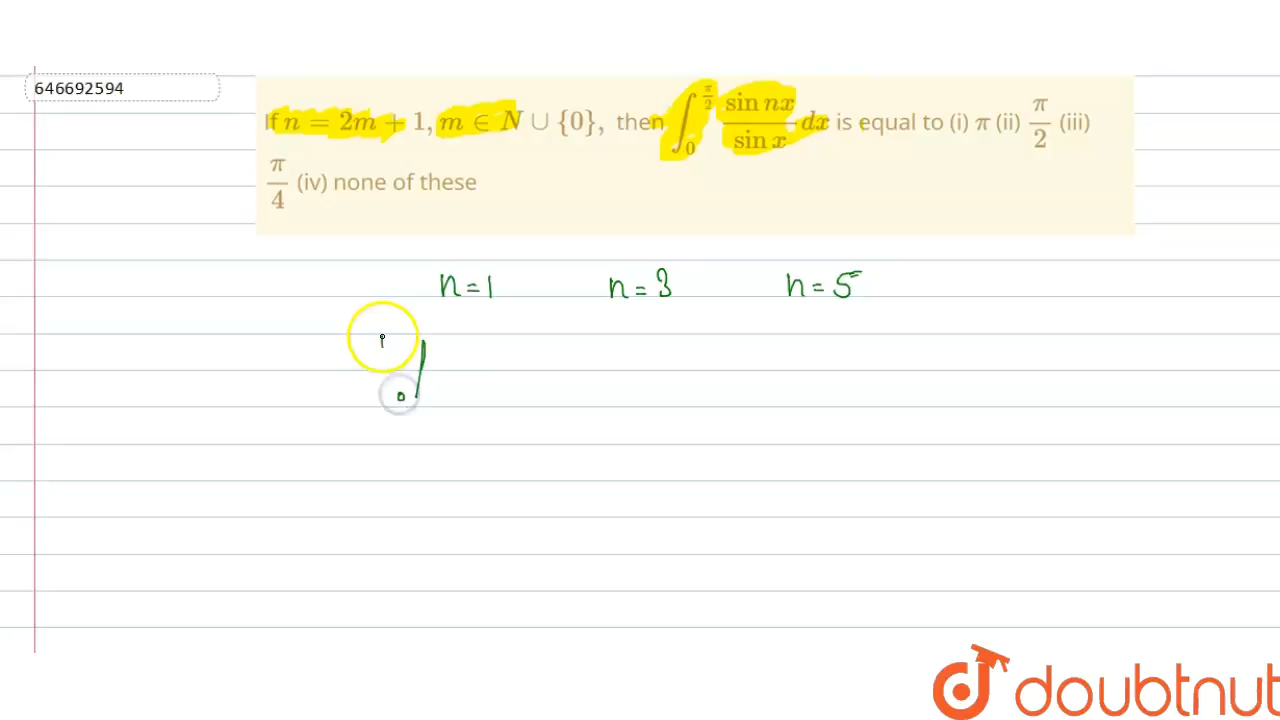 646692594
If n = 2m + 1, m ∈ N ∪ {0}, then ∫₀^(π/2) (sin nx / sin x) dx is equal to (i) π (ii) π/2 (iii)
π/4 (iv) none of these
n = 1 n = 3 n = 5
0
doubtnut